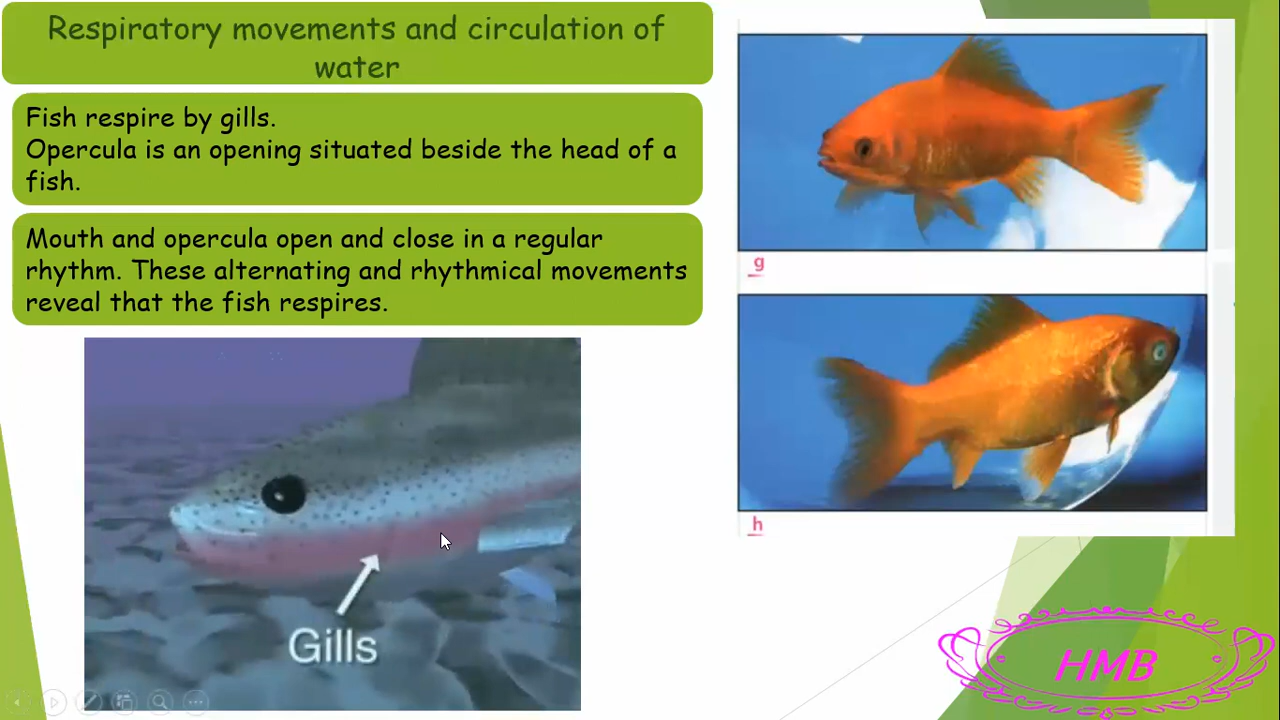 Respiratory movements and circulation of
water
Fish respire by gills.
Opercula is an opening situated beside the head of a
fish.
Mouth and opercula open and close in a regular
rhythm. These alternating and rhythmical movements
reveal that the fish respires.
Gills
g
h
HMB